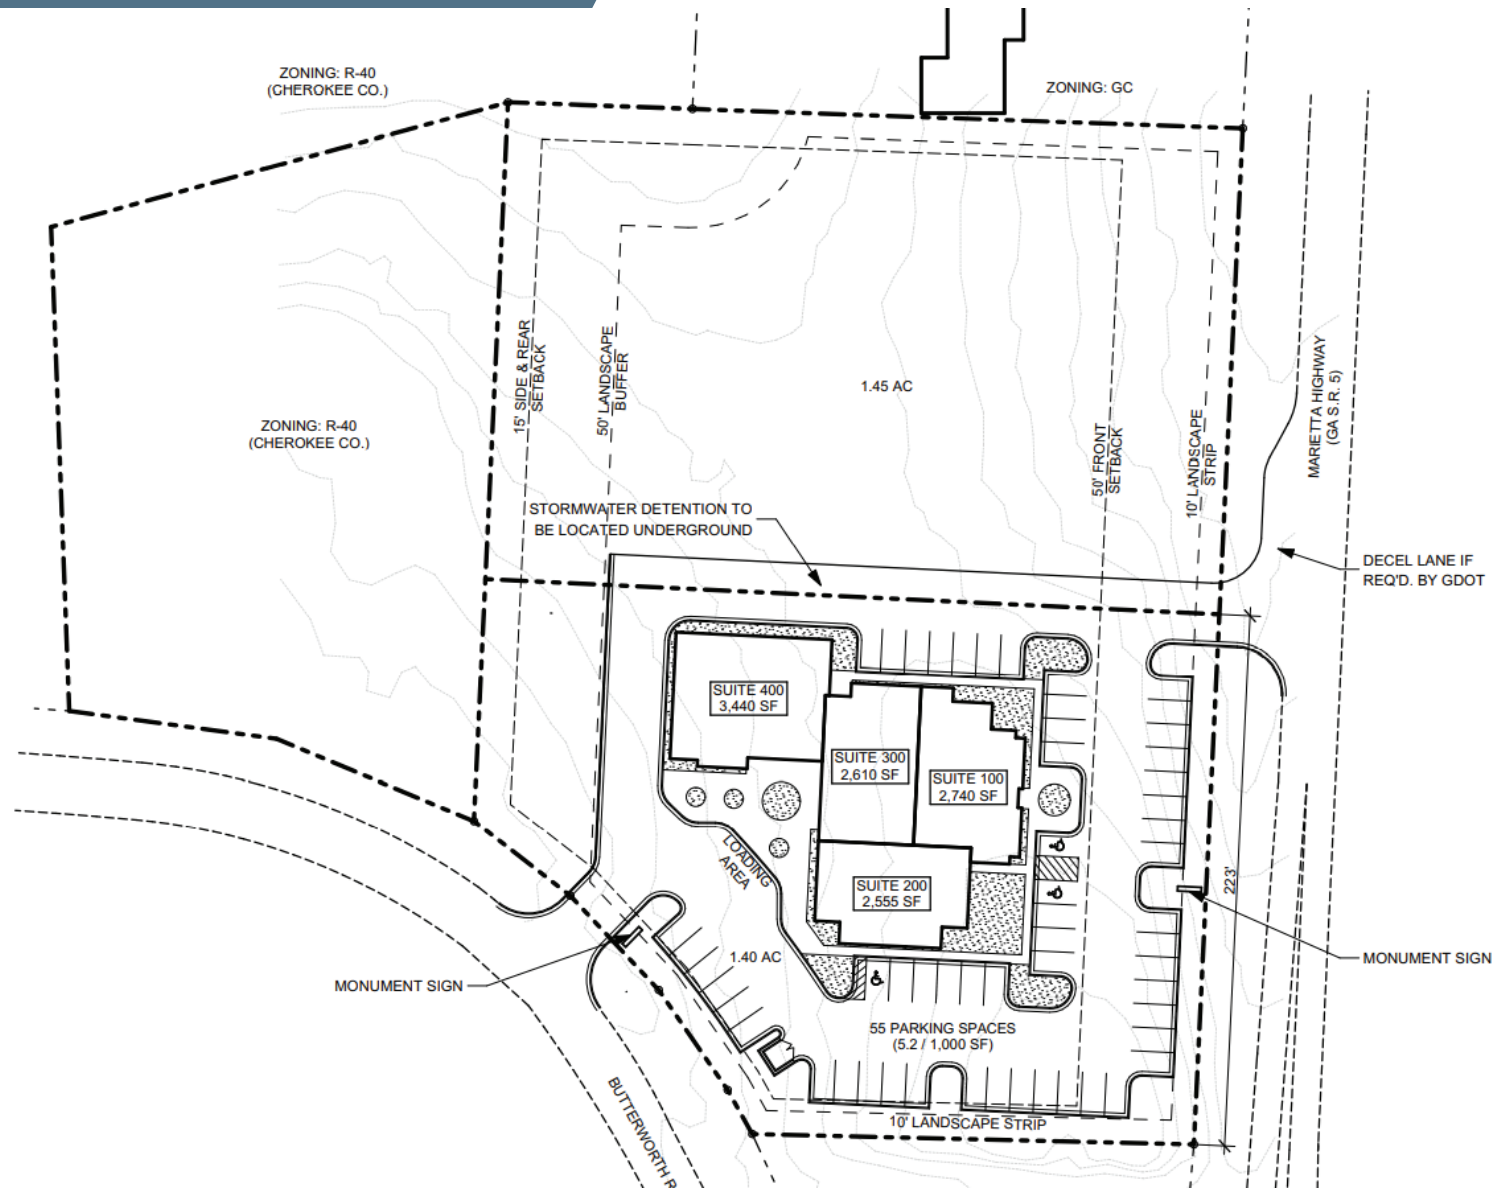 ZONING: R-40
(CHEROKEE CO.)
ZONING: GC
15' SIDE & REAR
SETBACK
50' LANDSCAPE
BUFFER
1.45 AC
50' FRONT
SETBACK
10' LANDSCAPE
STRIP
MARIETTA HIGHWAY
(GA S.R. 5)
ZONING: R-40
(CHEROKEE CO.)
STORMWATER DETENTION TO
BE LOCATED UNDERGROUND
DECEL LANE IF
REQ'D. BY GDOT
SUITE 400
3,440 SF
SUITE 300
2,610 SF
SUITE 100
2,740 SF
LOADING
AREA
SUITE 200
2,555 SF
223'
1.40 AC
MONUMENT SIGN
MONUMENT SIGN
55 PARKING SPACES
(5.2 / 1,000 SF)
10' LANDSCAPE STRIP
BUTTERWORTH R